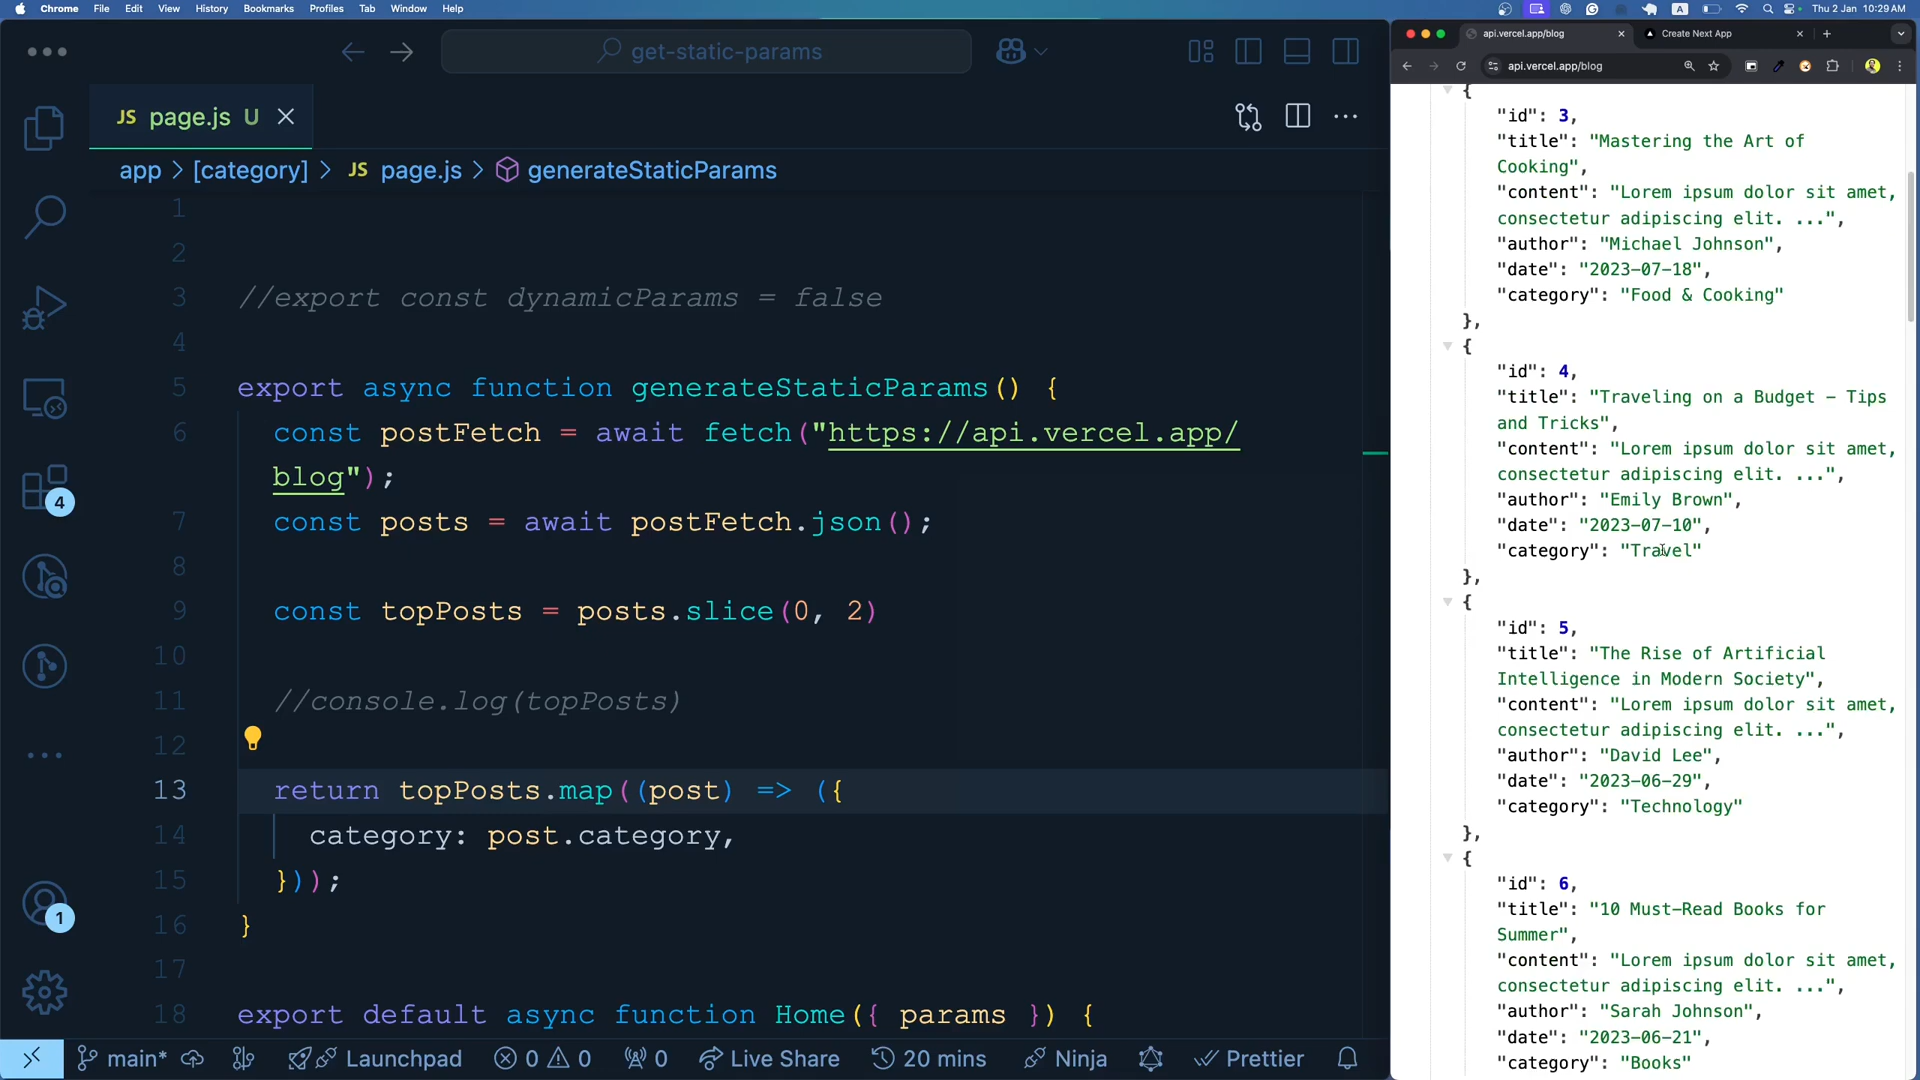 Chrome File Edit View History Bookmarks Profiles Tab Window Help
A
Thu 2 Jan 10:29 AM
get-static-params
JS page.js U
app > [category] > JS page.js > generateStaticParams
1
2
3 //export const dynamicParams = false
4
5 export async function generateStaticParams() {
6 const postFetch = await fetch("https://api.vercel.app/
blog");
7 const posts = await postFetch.json();
8
9 const topPosts = posts.slice(0, 2)
10
11 //console.log(topPosts)
12
13 return topPosts.map((post) => ({
14 category: post.category,
15 }));
16 }
17
18 export default async function Home({ params }) {
4
1
main* Launchpad 0 0 0 Live Share 20 mins Ninja Prettier
api.vercel.app/blog
Create Next App
api.vercel.app/blog
{
"id": 3,
"title": "Mastering the Art of
Cooking",
"content": "Lorem ipsum dolor sit amet,
consectetur adipiscing elit. ...",
"author": "Michael Johnson",
"date": "2023-07-18",
"category": "Food & Cooking"
},
{
"id": 4,
"title": "Traveling on a Budget - Tips
and Tricks",
"content": "Lorem ipsum dolor sit amet,
consectetur adipiscing elit. ...",
"author": "Emily Brown",
"date": "2023-07-10",
"category": "Travel"
},
{
"id": 5,
"title": "The Rise of Artificial
Intelligence in Modern Society",
"content": "Lorem ipsum dolor sit amet,
consectetur adipiscing elit. ...",
"author": "David Lee",
"date": "2023-06-29",
"category": "Technology"
},
{
"id": 6,
"title": "10 Must-Read Books for
Summer",
"content": "Lorem ipsum dolor sit amet,
consectetur adipiscing elit. ...",
"author": "Sarah Johnson",
"date": "2023-06-21",
"category": "Books"